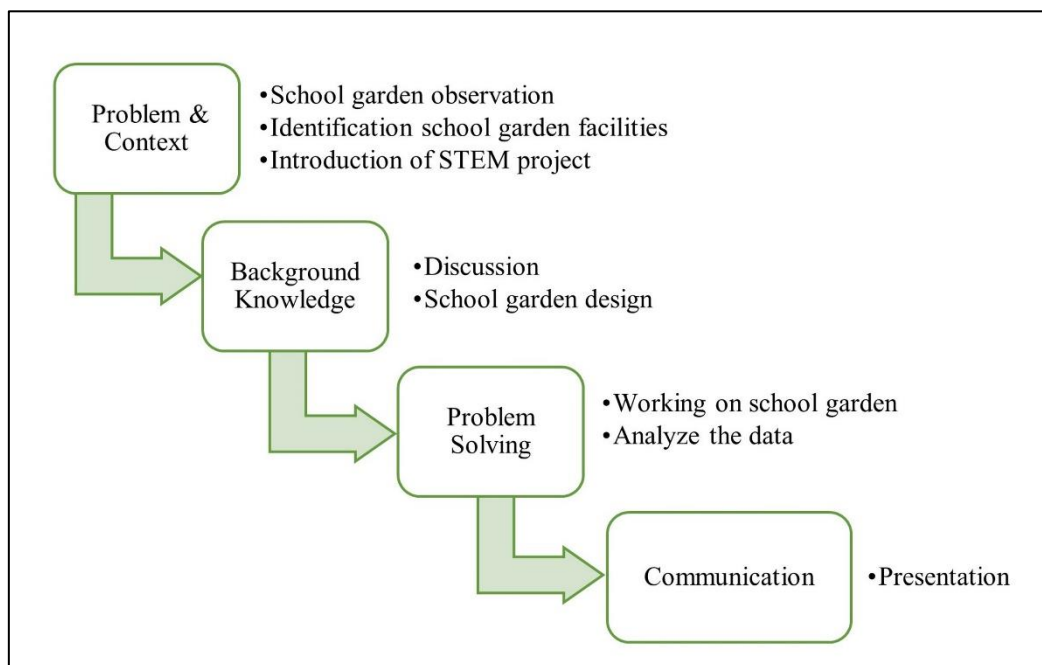 Problem &
Context
•School garden observation
•Identification school garden facilities
•Introduction of STEM project
Background
Knowledge
•Discussion
•School garden design
Problem
Solving
•Working on school garden
•Analyze the data
Communication
•Presentation